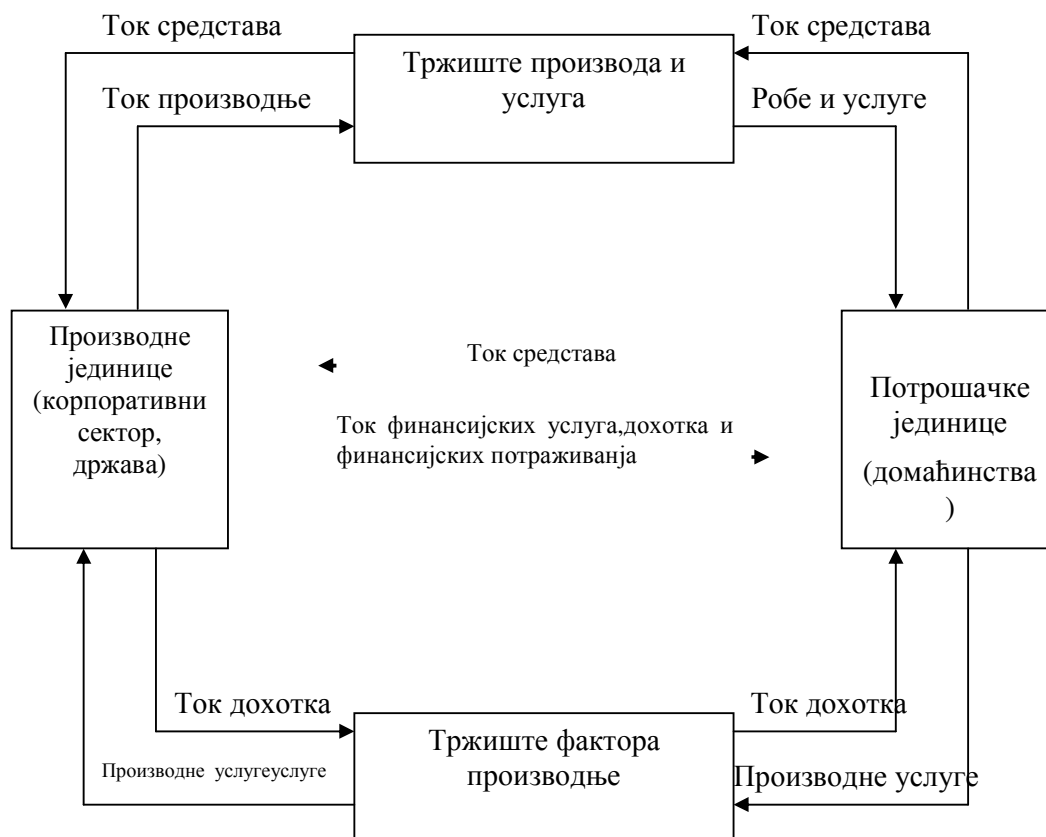 Ток средстава
Ток средстава
Тржиште производа и
услуга
Ток производње
Робе и услуге
Производне
јединице
(корпоративни
сектор,
држава)
Ток средстава
Ток финансијских услуга,дохотка и
финансијских потраживања
Потрошачке
јединице
(домаћинства
)
Ток дохотка
Ток дохотка
Тржиште фактора
производње
Производне услугеуслуге
Производне услуге